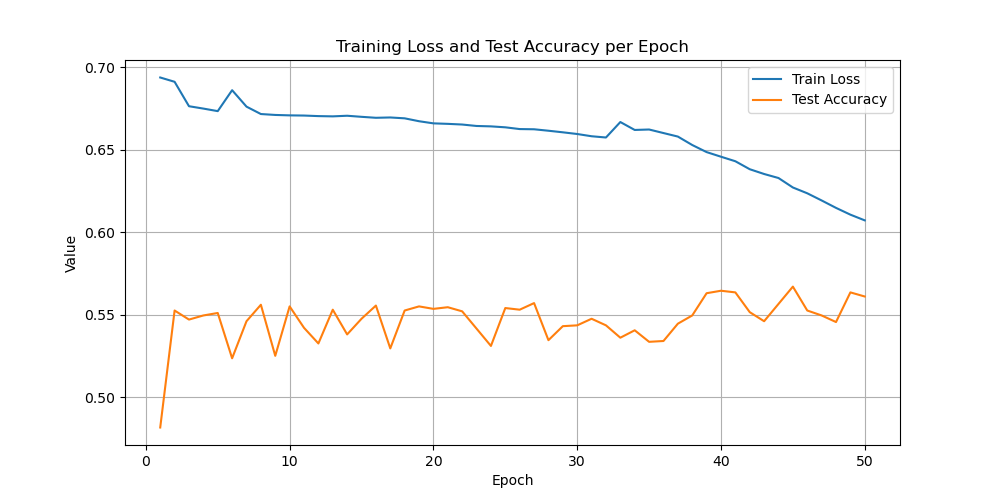 Training Loss and Test Accuracy per Epoch
Train Loss
Test Accuracy
0.70
0.65
0.60
0.55
0.50
Value
0 10 20 30 40 50
Epoch